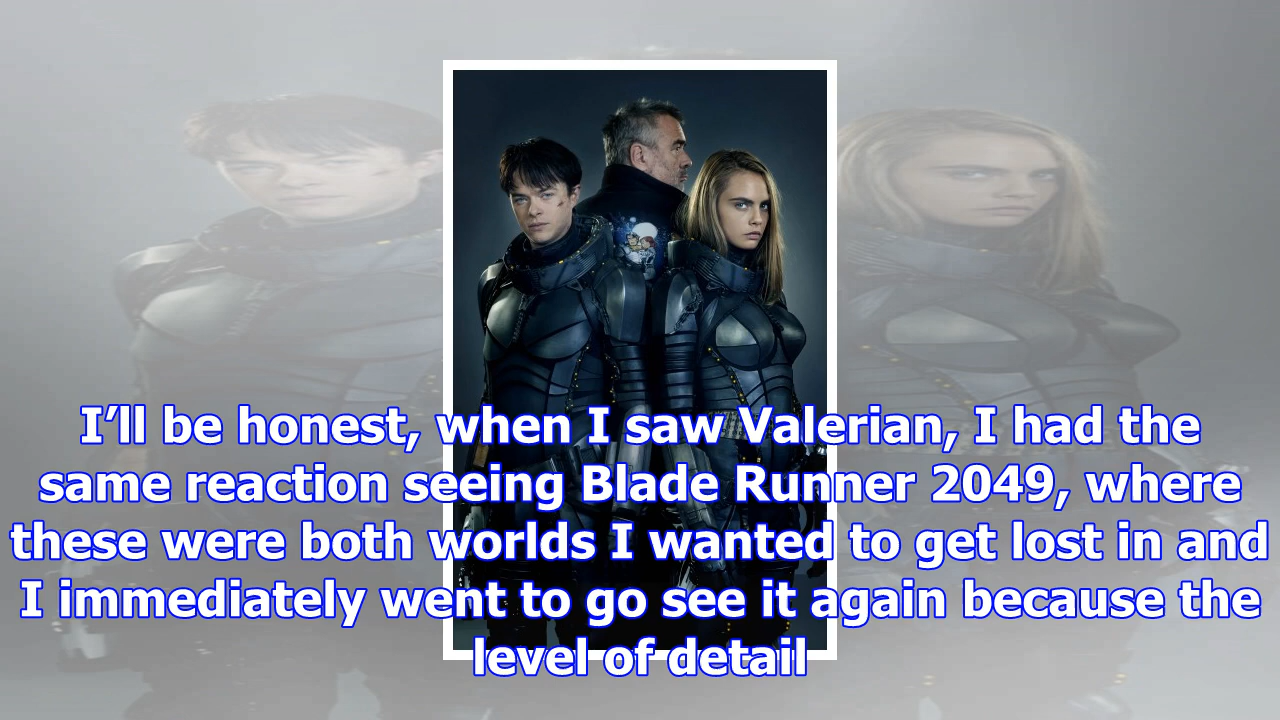 I’ll be honest, when I saw Valerian, I had the
same reaction seeing Blade Runner 2049, where
these were both worlds I wanted to get lost in and
I immediately went to go see it again because the
level of detail